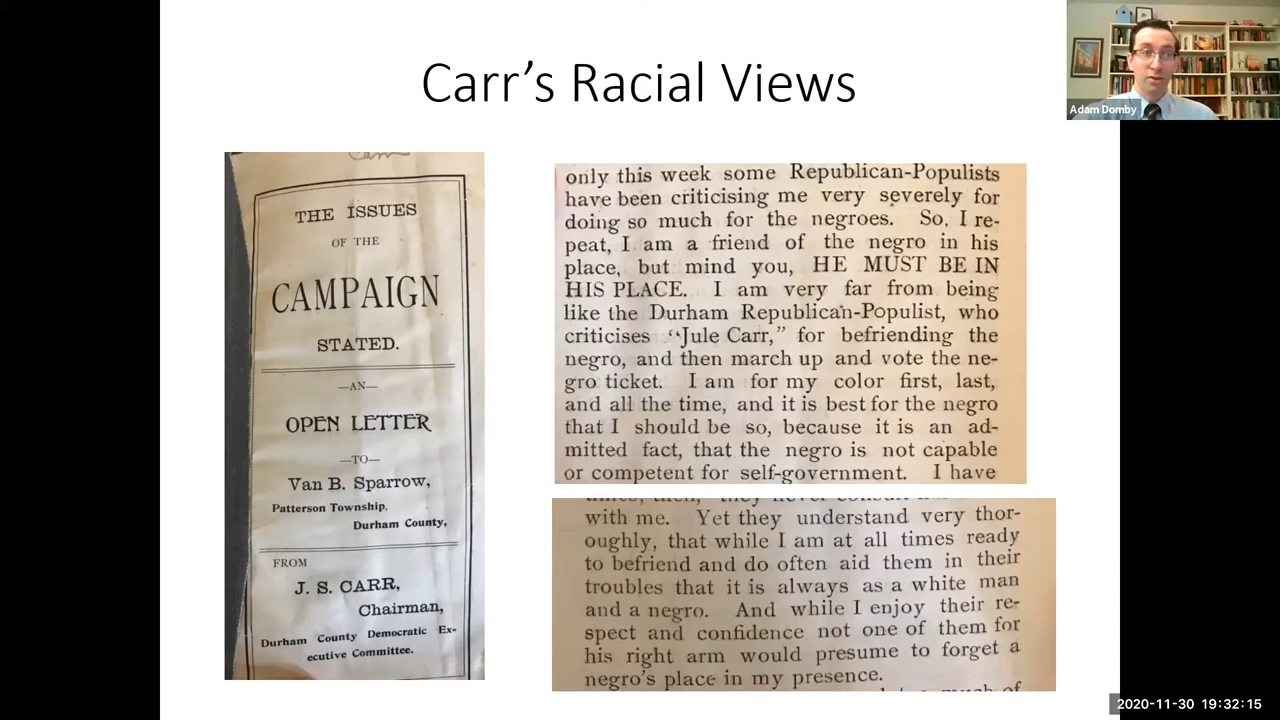 Carr's Racial Views
Adam Domby
THE ISSUES
OF THE
CAMPAIGN
STATED.
—AN—
OPEN LETTER
—TO—
Van B. Sparrow,
Patterson Township,
Durham County,
FROM
J. S. CARR,
Chairman,
Durham County Democratic Ex-
ecutive Committee.
only this week some Republican-Populists
have been criticising me very severely for
doing so much for the negroes. So, I re-
peat, I am a friend of the negro in his
place, but mind you, HE MUST BE IN
HIS PLACE. I am very far from being
like the Durham Republican-Populist, who
criticises "Jule Carr," for befriending the
negro, and then march up and vote the ne-
gro ticket. I am for my color first, last,
and all the time, and it is best for the negro
that I should be so, because it is an ad-
mitted fact, that the negro is not capable
or competent for self-government. I have
with me. Yet they understand very thor-
oughly, that while I am at all times ready
to befriend and do often aid them in their
troubles that it is always as a white man
and a negro. And while I enjoy their re-
spect and confidence not one of them for
his right arm would presume to forget a
negro's place in my presence.
2020-11-30 19:32:15